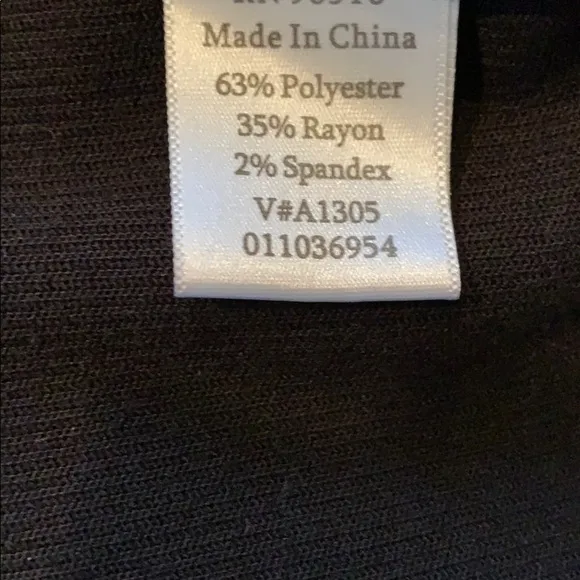 Made In China
63% Polyester
35% Rayon
2% Spandex
V#A1305
011036954